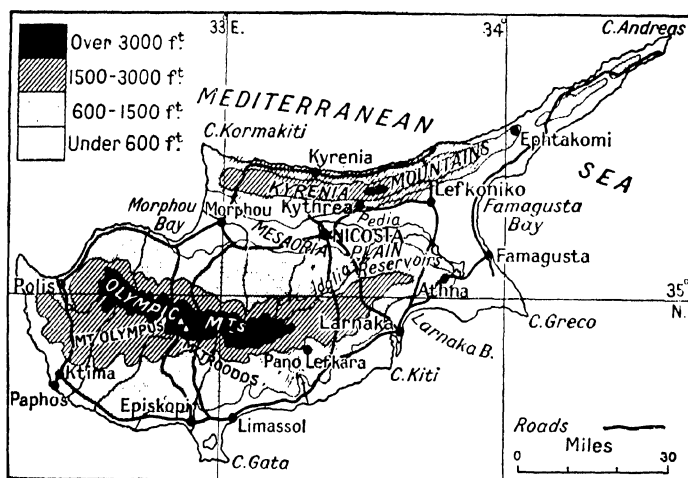 Over 3000 ft.
1500-3000 ft.
600-1500 ft.
Under 600 ft.
33 E.
34°
C. Andreas
MEDITERRANEAN
SEA
C. Kormakiti
Kyrenia
Ephtakomi
KYRENIA MOUNTAINS
Lefkoniko
Kythrea
Morphou Bay
Morphou
Pedia
Famagusta Bay
MESAORIA PLAIN
NICOSIA
Idalia
Reservoirs
Famagusta
Polis
Athna
35°
N.
OLYMPIC MTS
MT OLYMPUS
Larnaka
C. Greco
Larnaka B.
MT TROODOS
Pano Lefkara
C. Kiti
Ktima
Paphos
Episkopi
Limassol
C. Gata
Roads
Miles
0 30